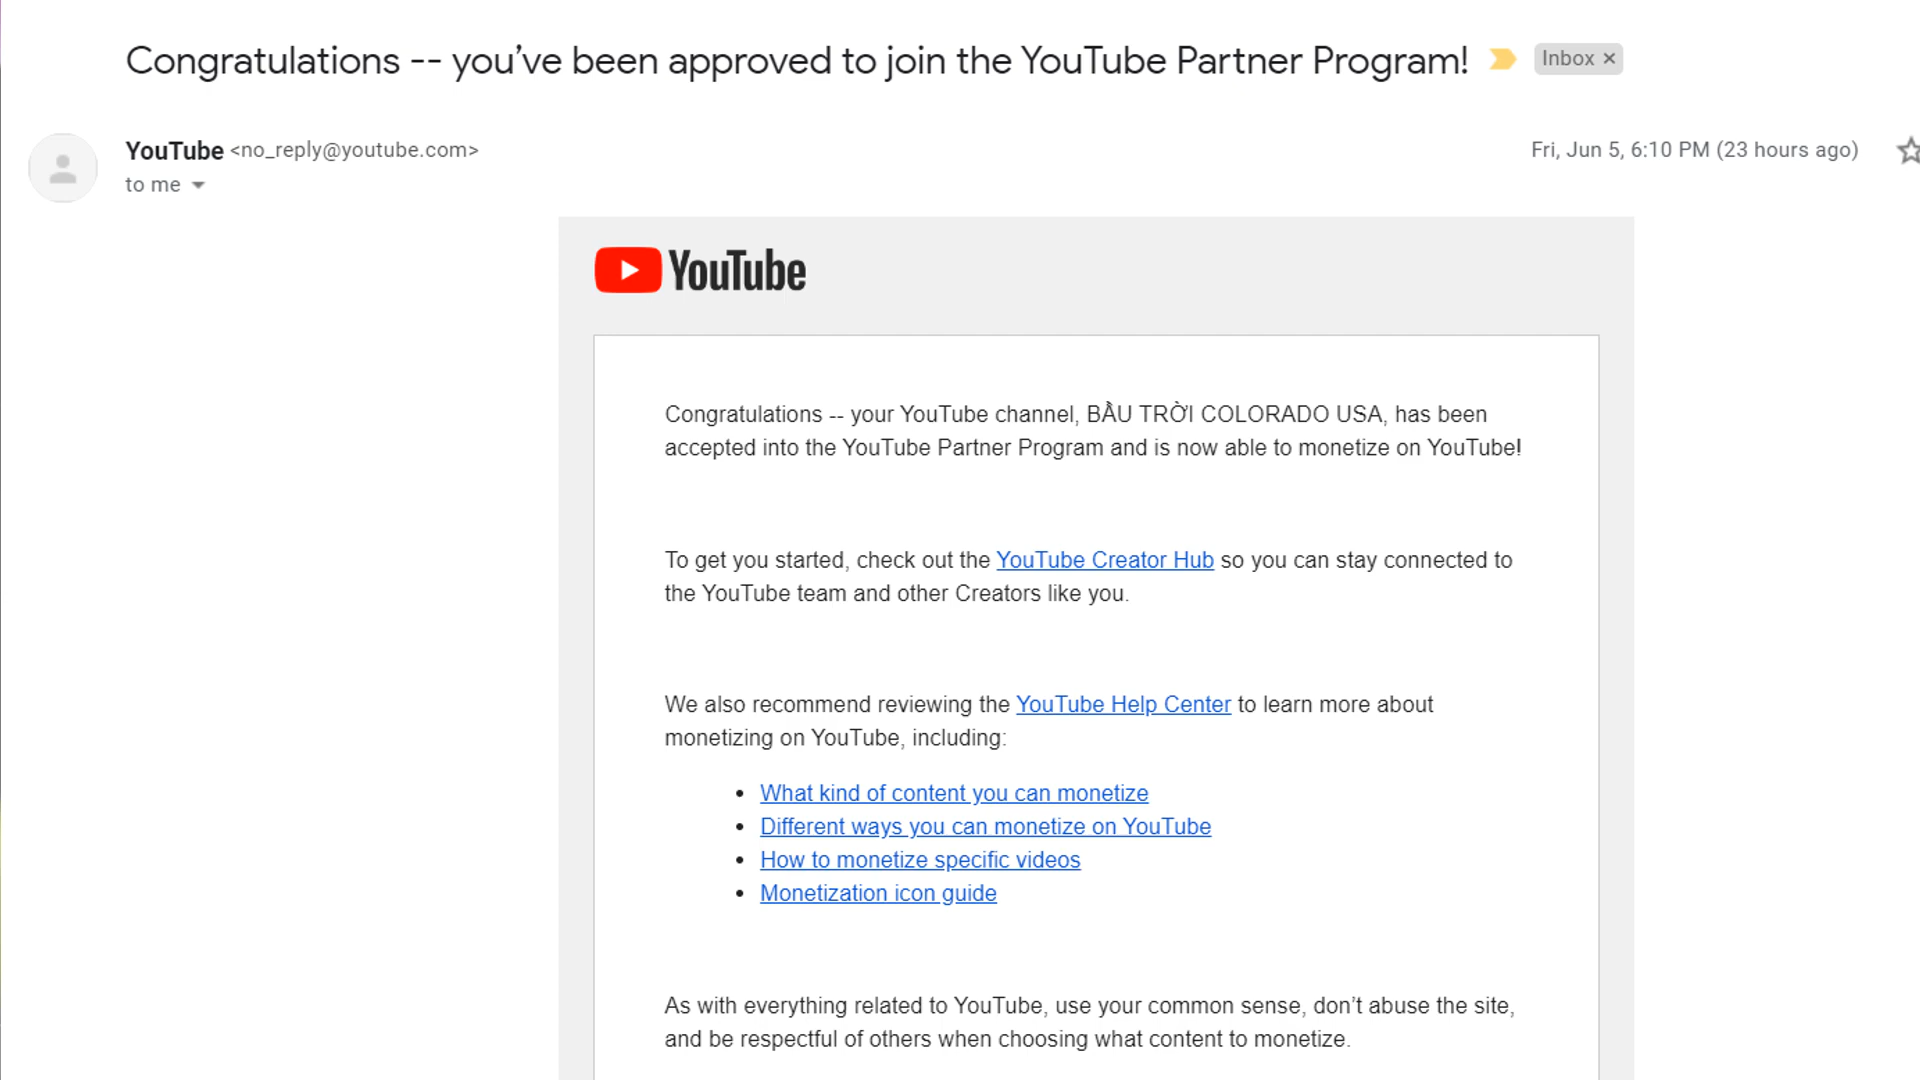 Congratulations -- you’ve been approved to join the YouTube Partner Program!
Inbox ×
YouTube <no_reply@youtube.com>
Fri, Jun 5, 6:10 PM (23 hours ago)
to me
YouTube
Congratulations -- your YouTube channel, BẦU TRỜI COLORADO USA, has been
accepted into the YouTube Partner Program and is now able to monetize on YouTube!
To get you started, check out the YouTube Creator Hub so you can stay connected to
the YouTube team and other Creators like you.
We also recommend reviewing the YouTube Help Center to learn more about
monetizing on YouTube, including:
• What kind of content you can monetize
• Different ways you can monetize on YouTube
• How to monetize specific videos
• Monetization icon guide
As with everything related to YouTube, use your common sense, don’t abuse the site,
and be respectful of others when choosing what content to monetize.